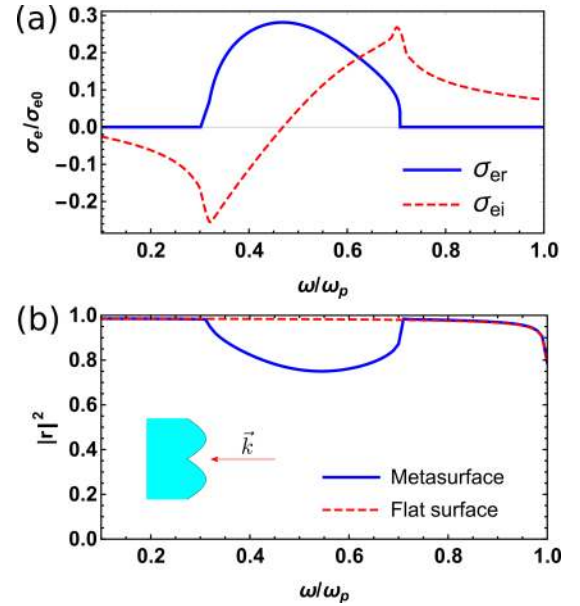 (a)
0.3
0.2
0.1
0.0
−0.1
−0.2
σe/σe0
σer
σei
0.2 0.4 0.6 0.8 1.0
ω/ωp
(b)
1.0
0.8
0.6
0.4
0.2
0.0
|r|²
k⃗
Metasurface
Flat surface
0.2 0.4 0.6 0.8 1.0
ω/ωp